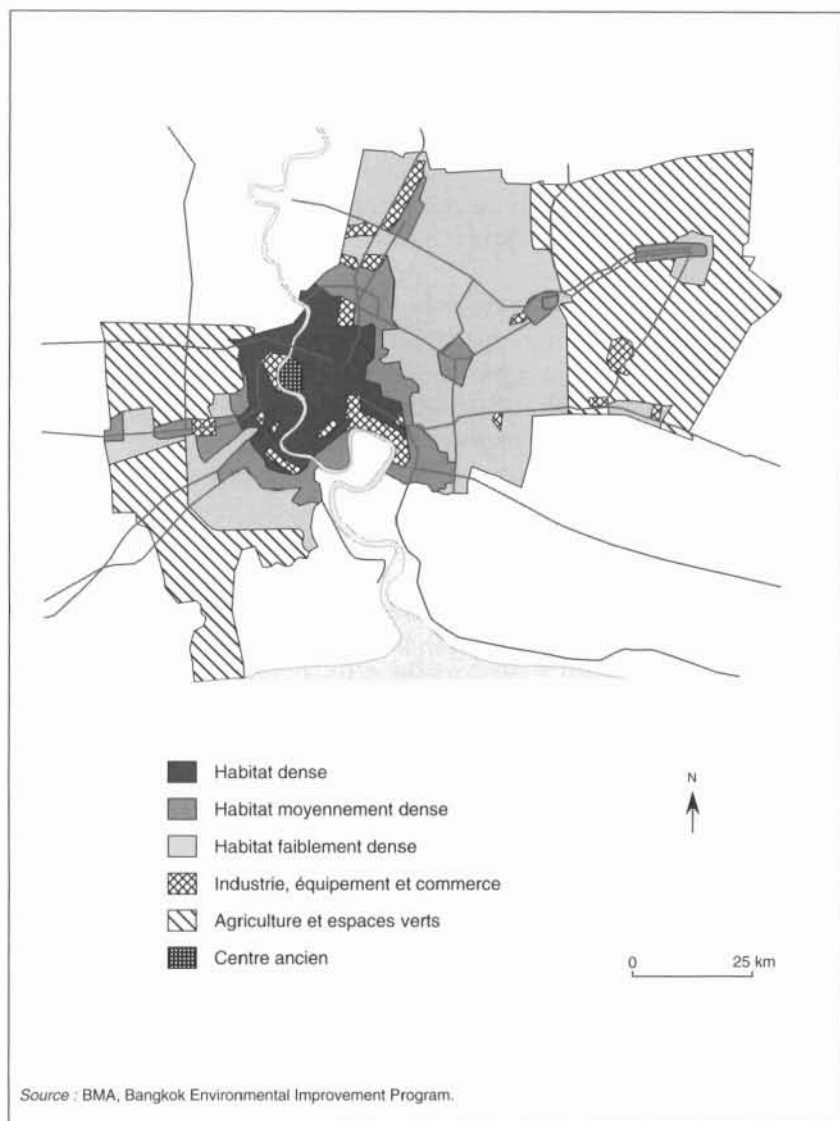 Habitat dense
N
Habitat moyennement dense
Habitat faiblement dense
Industrie, équipement et commerce
Agriculture et espaces verts
Centre ancien
0 25 km
Source : BMA, Bangkok Environmental Improvement Program.